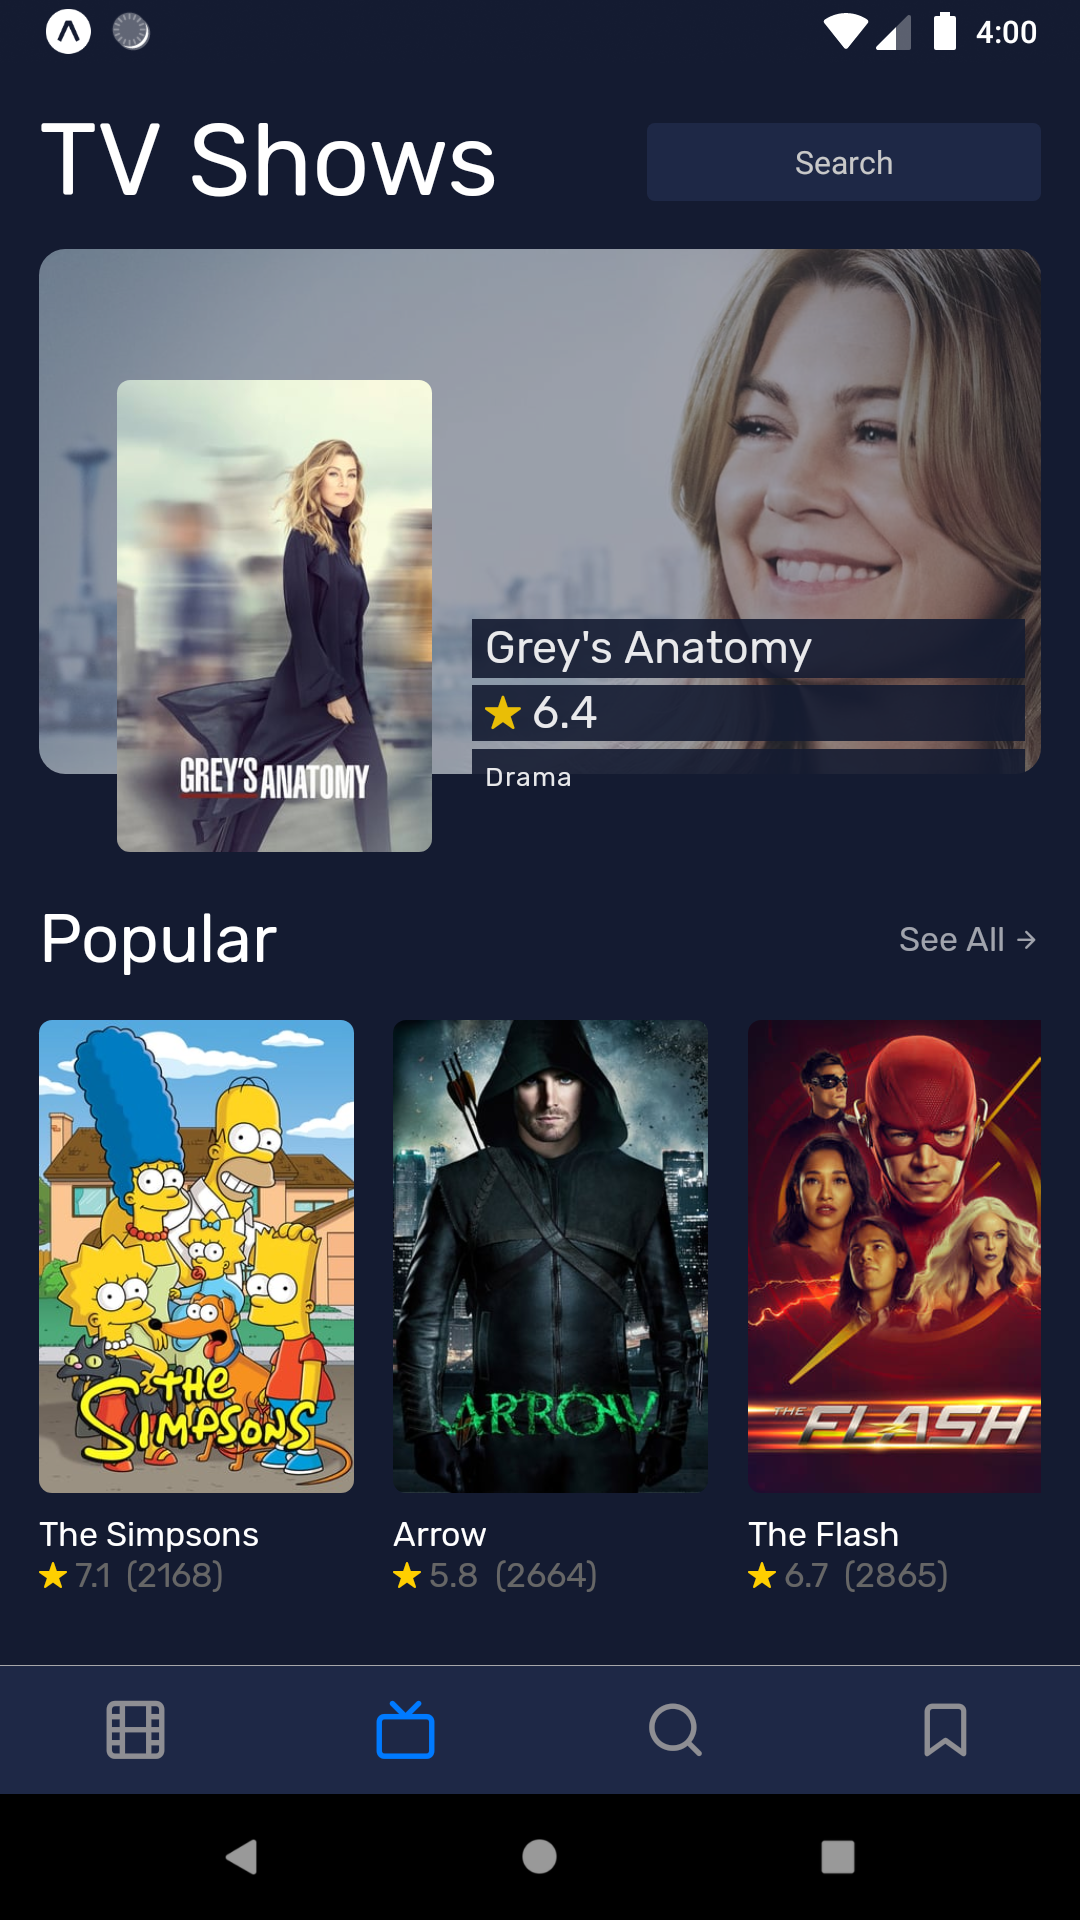 4:00
TV Shows
Search
GREY'S ANATOMY
Grey's Anatomy
6.4
Drama
Popular
See All →
THE SIMPSONS
ARROW
THE FLASH
The Simpsons
7.1 (2168)
Arrow
5.8 (2664)
The Flash
6.7 (2865)